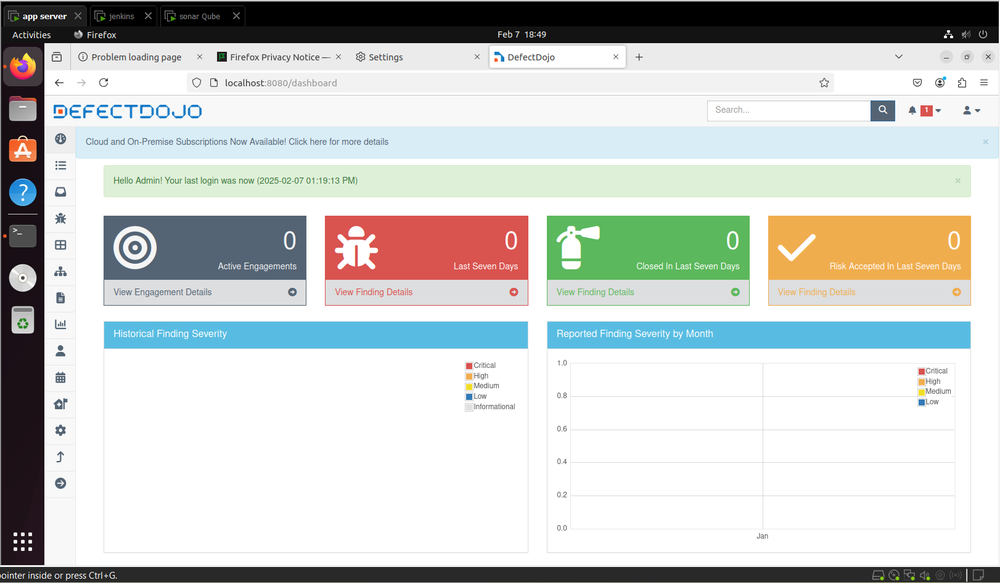 app server
jenkins
sonar Qube
Activities
Firefox
Feb 7 18:49
Problem loading page
Firefox Privacy Notice —
Settings
DefectDojo
localhost:8080/dashboard
DEFECTDOJO
Search...
1
Cloud and On-Premise Subscriptions Now Available! Click here for more details
Hello Admin! Your last login was now (2025-02-07 01:19:13 PM)
0
Active Engagements
View Engagement Details
0
Last Seven Days
View Finding Details
0
Closed In Last Seven Days
View Finding Details
0
Risk Accepted In Last Seven Days
View Finding Details
Historical Finding Severity
Critical
High
Medium
Low
Informational
Reported Finding Severity by Month
1.0
0.8
0.6
0.4
0.2
0.0
Critical
High
Medium
Low
Jan
ointer inside or press Ctrl+G.